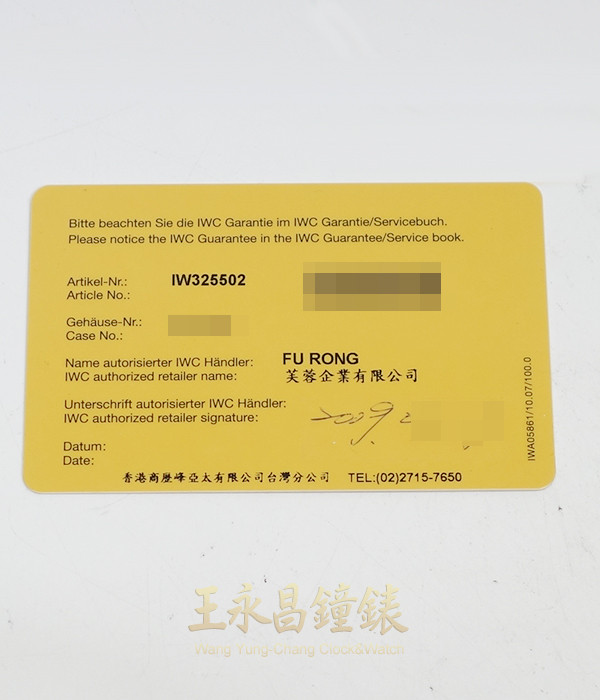 Bitte beachten Sie die IWC Garantie im IWC Garantie/Servicebuch.
Please notice the IWC Guarantee in the IWC Guarantee/Service book.
Artikel-Nr.: IW325502
Article No.:
Gehäuse-Nr.:
Case No.:
Name autorisierter IWC Händler: FU RONG
IWC authorized retailer name: 芙蓉企業有限公司
Unterschrift autorisierter IWC Händler:
IWC authorized retailer signature: 2009. 2
Datum:
Date:
香港商歷峰亞太有限公司台灣分公司 TEL:(02)2715-7650
IWA05861/10.07/100.0
王永昌鐘錶
Wang Yung-Chang Clock&Watch